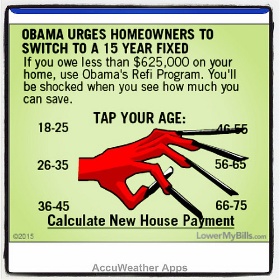 OBAMA URGES HOMEOWNERS TO
SWITCH TO A 15 YEAR FIXED
If you owe less than $625,000 on your
home, use Obama's Refi Program. You'll
be shocked when you see how much you
can save.
TAP YOUR AGE:
18-25 46-55
26-35 56-65
36-45 66-75
Calculate New House Payment
©2015 LowerMyBills.com
AccuWeather Apps